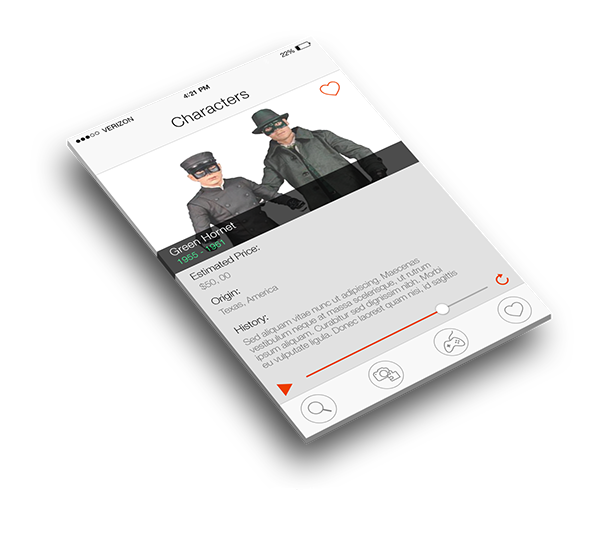 VERIZON
4:21 PM
22%
Characters
Green Hornet
1955 - 1961
Estimated Price:
$50, 00
Origin:
Texas, America
History:
Sed aliquam vitae nunc ut adipiscing. Maecenas
vestibulum neque at massa scelerisque, ut rutrum
ipsum aliquam. Curabitur sed dignissim nibh. Morbi
eu vulputate ligula. Donec laoreet quam nisi, id sagittis